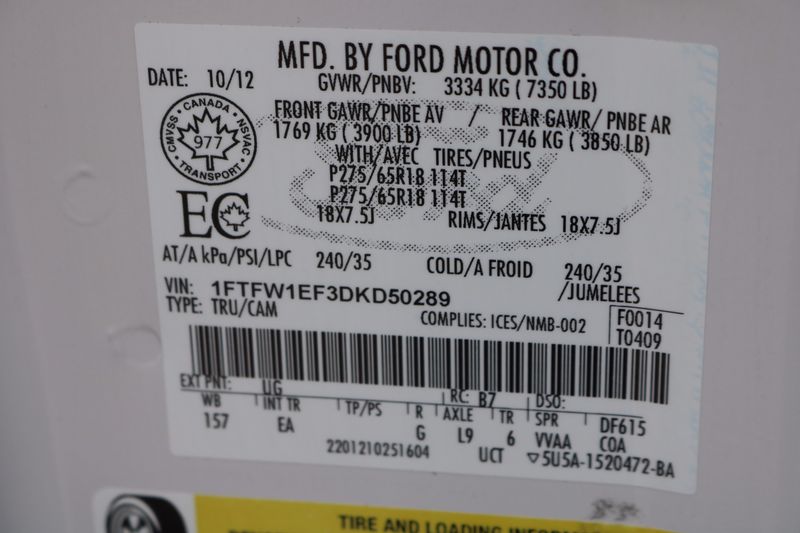 MFD. BY FORD MOTOR CO.
DATE: 10/12 GVWR/PNBV: 3334 KG ( 7350 LB)
FRONT GAWR/PNBE AV / REAR GAWR/ PNBE AR
1769 KG ( 3900 LB) 1746 KG ( 3850 LB)
CANADA
CMVSS 977 NSVAC
TRANSPORT
WITH/AVEC TIRES/PNEUS
P275/65R18 114T
P275/65R18 114T
EC
18X7.5J RIMS/JANTES 18X7.5J
AT/A kPa/PSI/LPC 240/35 COLD/A FROID 240/35
VIN: 1FTFW1EF3DKD50289 /JUMELEES
TYPE: TRU/CAM COMPLIES: ICES/NMB-002 F0014
T0409
EXT PNT: UG RC: B7 DSO:
WB INT TR TP/PS R AXLE TR SPR DF615
157 EA G L9 6 VVAA COA
2201210251604 UCT ▽5U5A-1520472-BA
TIRE AND LOADING